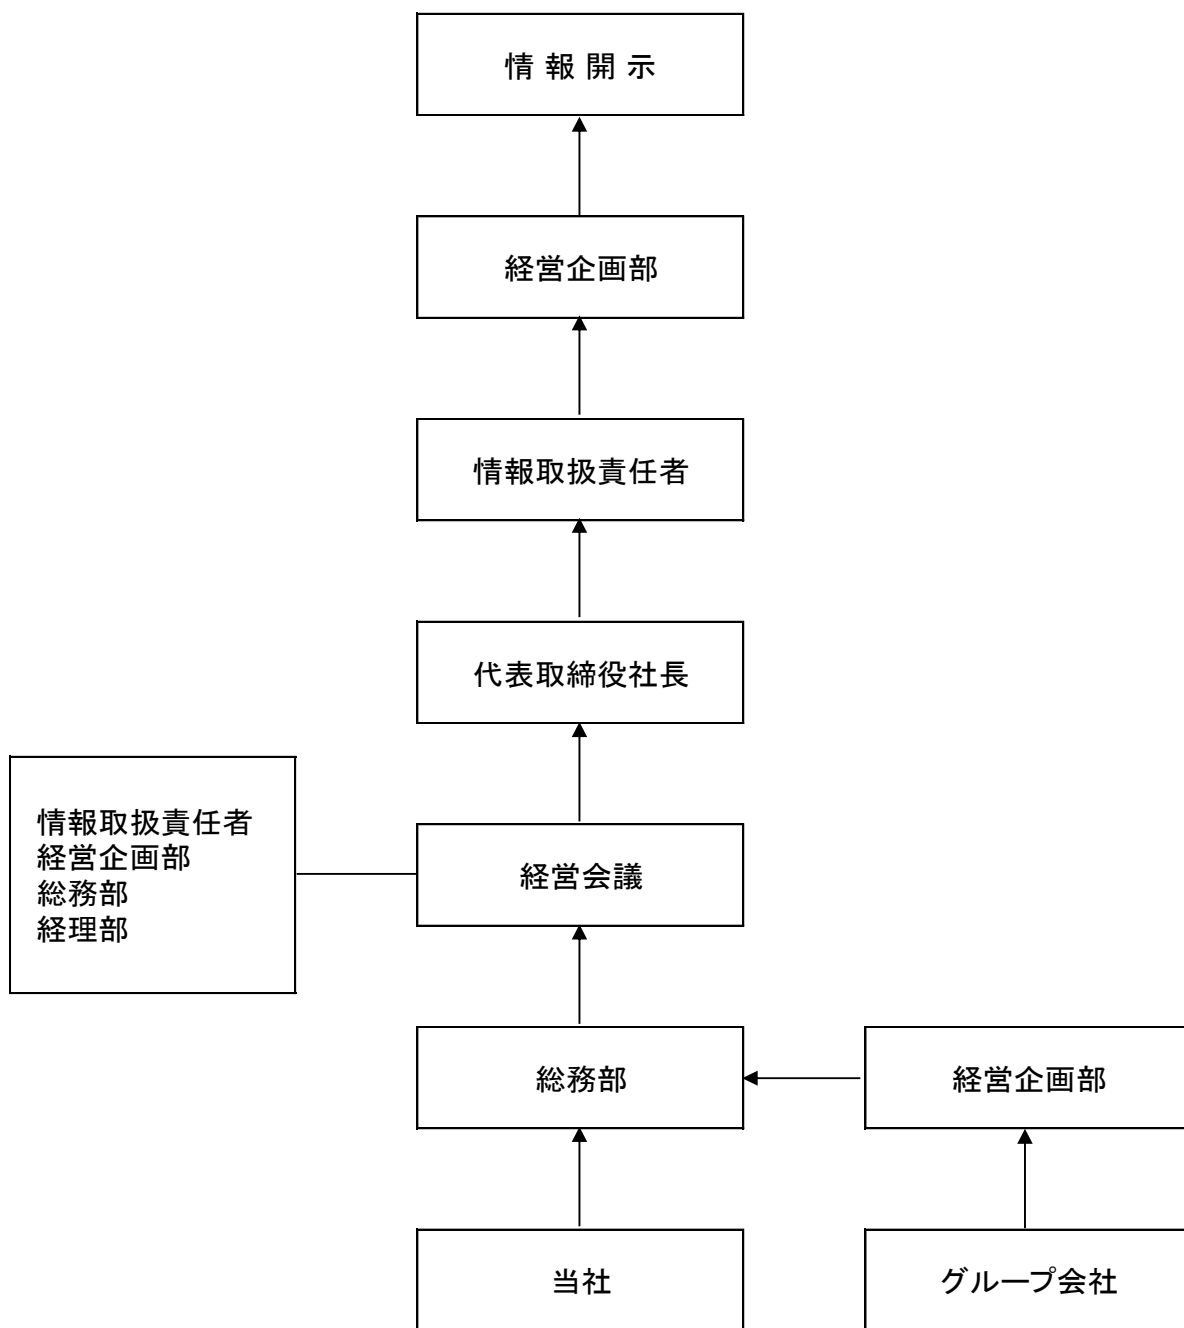 情報開示
経営企画部
情報取扱責任者
代表取締役社長
情報取扱責任者
経営企画部
総務部
経理部
経営会議
総務部
経営企画部
当社
グループ会社